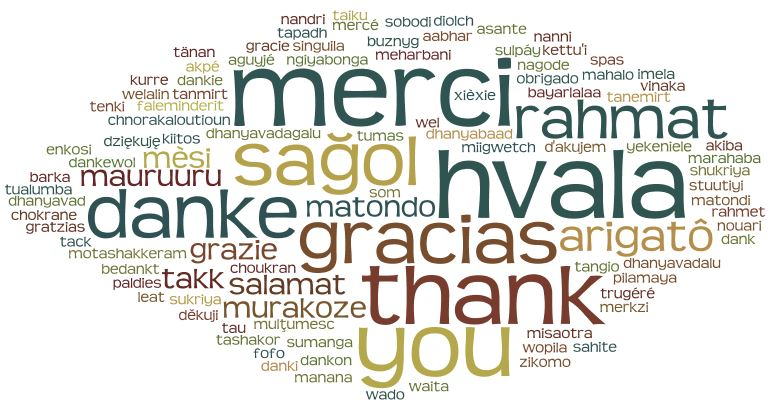 nandri taiku
tapadh mercé sobodi diolch
gracie singuila buznyg aabhar asante
tänan aguyjé ngiyabonga meharbani sulpáy nanni kettu'i
akpé merci nagode spas
kurre dankie xièxie obrigado mahalo imela
welalin tanmirt bayarlalaa vinaka
tenki faleminderit rahmat tanemirt
chnorakaloutioun wel
dziękuję kiitos dhanyavadagalu tumas dhanyabaad
enkosi mèsi sağol miigwetch ďakujem yekeniele akiba
dankewol marahaba
barka mauruuru hvala shukriya
tualumba som stuutiyi
dhanyavad danke matondo matondi
chokrane rahmet
gratzias gracias arigatô nouari
tack grazie dank
motashakkeram
bedankt takk choukran thank tangio dhanyavadalu
paldies salamat pilamaya
leat sukriya murakoze trugéré
děkuji merkzi
tau mulţumesc you misaotra
tashakor sumanga wopila sahite
fofo dankon zikomo
danki
manana waita
wado